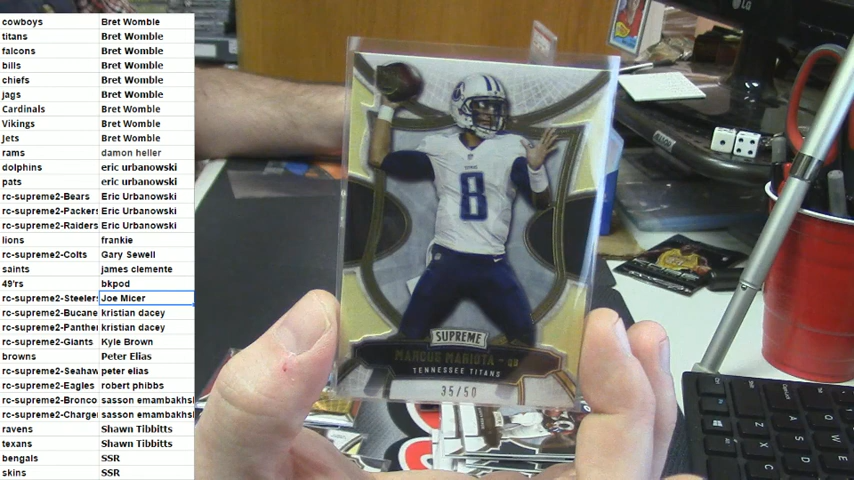 cowboys Bret Womble
titans Bret Womble
falcons Bret Womble
bills Bret Womble
chiefs Bret Womble
jags Bret Womble
Cardinals Bret Womble
Vikings Bret Womble
Jets Bret Womble
rams damon heller
dolphins eric urbanowski
pats eric urbanowski
rc-supreme2-Bears Eric Urbanowski
rc-supreme2-Packers Eric Urbanowski
rc-supreme2-Raiders Eric Urbanowski
lions frankie
rc-supreme2-Colts Gary Sewell
saints james clemente
49'rs bkpod
rc-supreme2-Steelers Joe Micer
rc-supreme2-Bucane kristian dacey
rc-supreme2-Panther kristian dacey
rc-supreme2-Giants Kyle Brown
browns Peter Elias
rc-supreme2-Seahaw peter elias
rc-supreme2-Eagles robert phibbs
rc-supreme2-Bronco sasson emambakhsh
rc-supreme2-Charger sasson emambakhsh
ravens Shawn Tibbitts
texans Shawn Tibbitts
bengals SSR
skins SSR
8
SUPREME
MARCUS MARIOTA - QB
TENNESSEE TITANS
35/50
LG